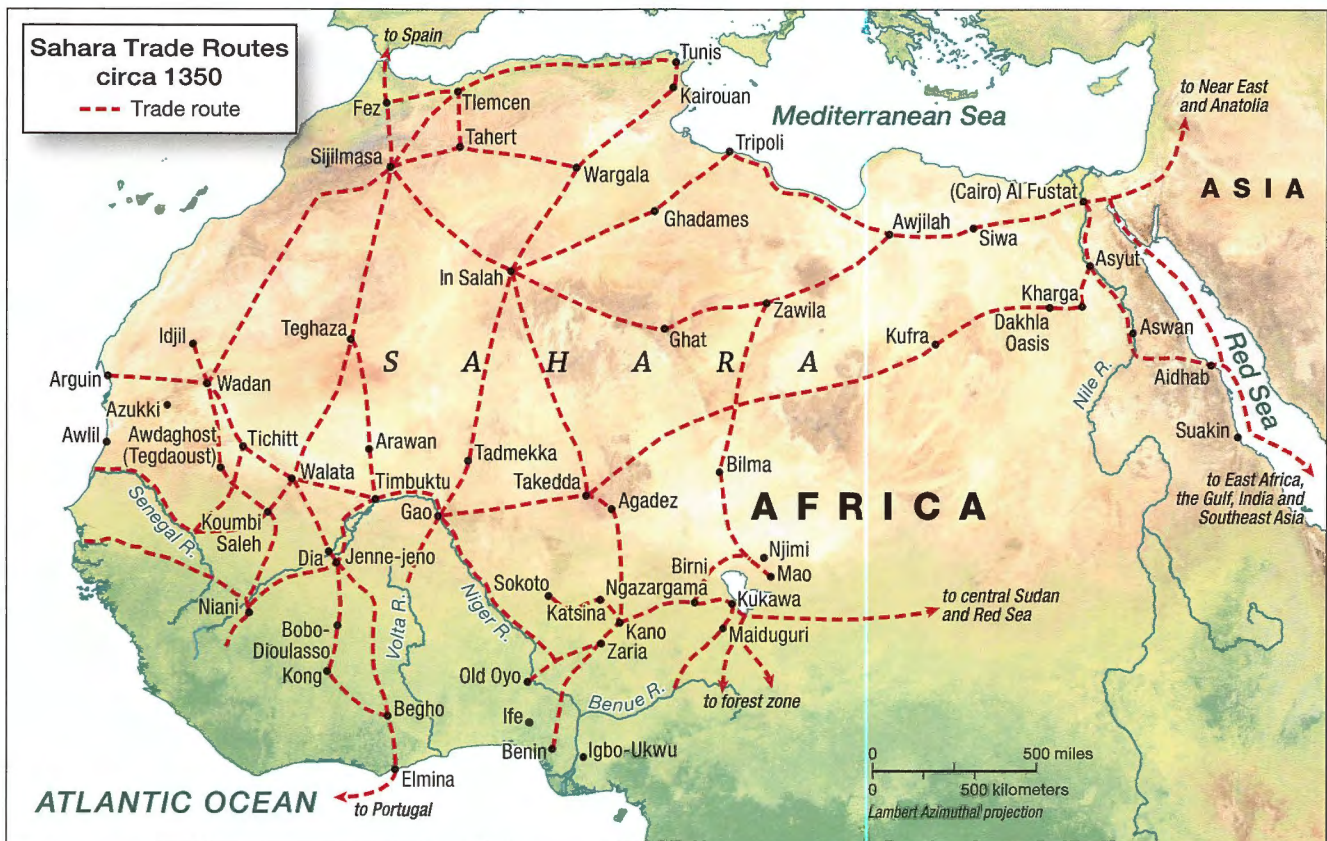 Sahara Trade Routes
circa 1350
Trade route
to Spain
Tunis
Kairouan
Fez
Tlemcen
Tahert
Sijilmasa
Wargala
Tripoli
Mediterranean Sea
to Near East
and Anatolia
ASIA
(Cairo) Al Fustat
Ghadames
Awjilah
Siwa
In Salah
Asyut
Teghaza
Ghat
Zawila
Kufra
Kharga
Dakhla
Oasis
Aswan
Aidhab
Red Sea
Nile R.
Idjil
SAHARA
Arguin
Wadan
Azukki
Awlil
Awdaghost
(Tegdaoust)
Tichitt
Arawan
Tadmekka
Walata
Timbuktu
Takedda
Agadez
Bilma
AFRICA
Suakin
to East Africa,
the Gulf, India and
Southeast Asia
Senegal R.
Koumbi
Saleh
Gao
Dia
Jenne-jeno
Niani
Sokoto
Katsina
Birni
Ngazargama
Njimi
Mao
Kukawa
to central Sudan
and Red Sea
Niger R.
Volta R.
Kano
Zaria
Maiduguri
Bobo-
Dioulasso
Kong
Old Oyo
Benue R.
to forest zone
Begho
Ife
Benin
Igbo-Ukwu
Elmina
to Portugal
ATLANTIC OCEAN
0 500 miles
0 500 kilometers
Lambert Azimuthal projection